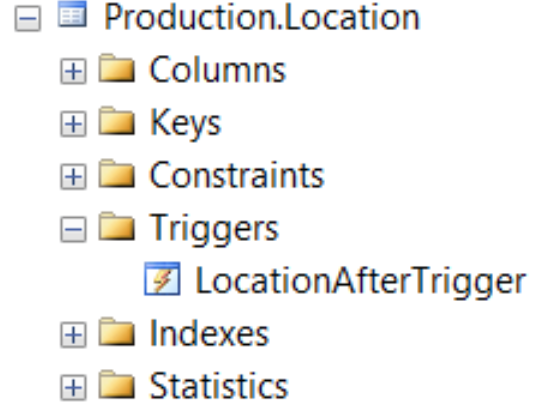 Production.Location
Columns
Keys
Constraints
Triggers
LocationAfterTrigger
Indexes
Statistics